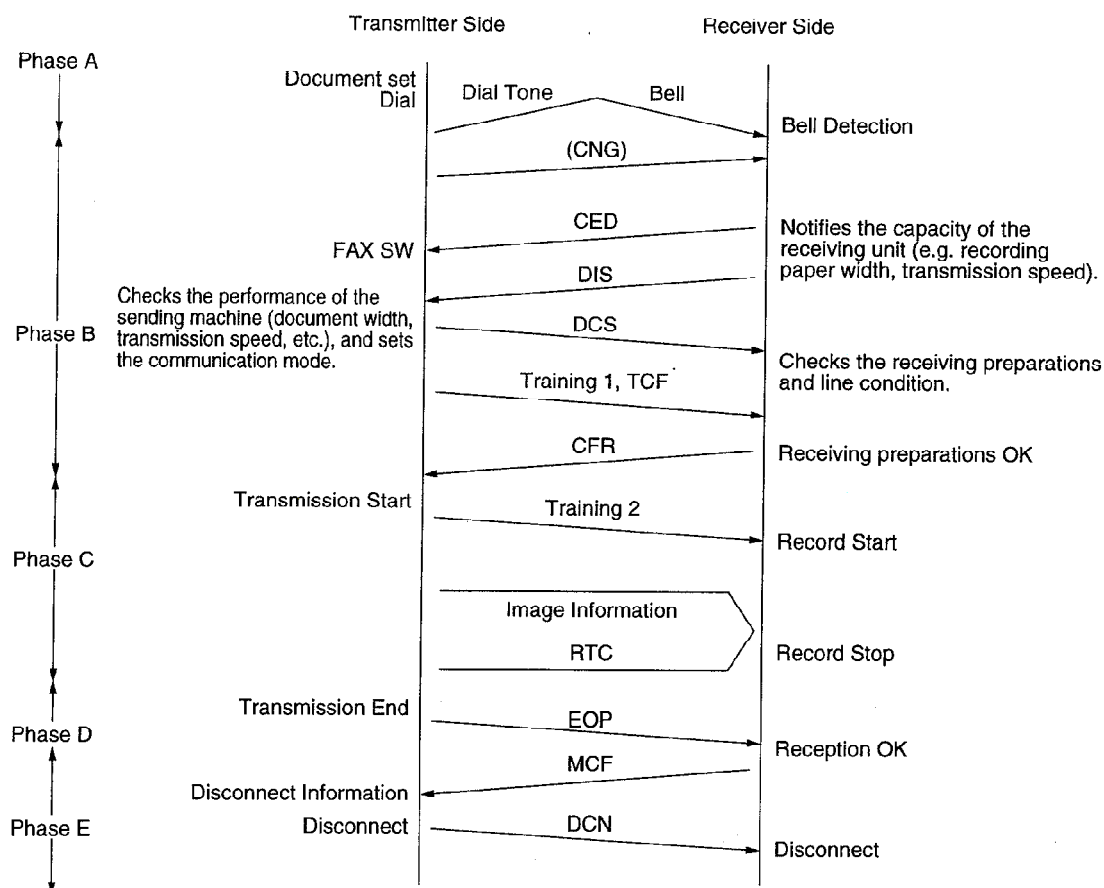 Transmitter Side
Receiver Side
Phase A
Document set
Dial
Dial Tone
Bell
Bell Detection
(CNG)
CED
Notifies the capacity of the
receiving unit (e.g. recording
paper width, transmission speed).
FAX SW
DIS
Checks the performance of the
sending machine (document width,
transmission speed, etc.), and sets
the communication mode.
Phase B
DCS
Checks the receiving preparations
and line condition.
Training 1, TCF
CFR
Receiving preparations OK
Transmission Start
Training 2
Record Start
Phase C
Image Information
RTC
Record Stop
Transmission End
EOP
Phase D
Reception OK
MCF
Disconnect Information
Phase E
Disconnect
DCN
Disconnect